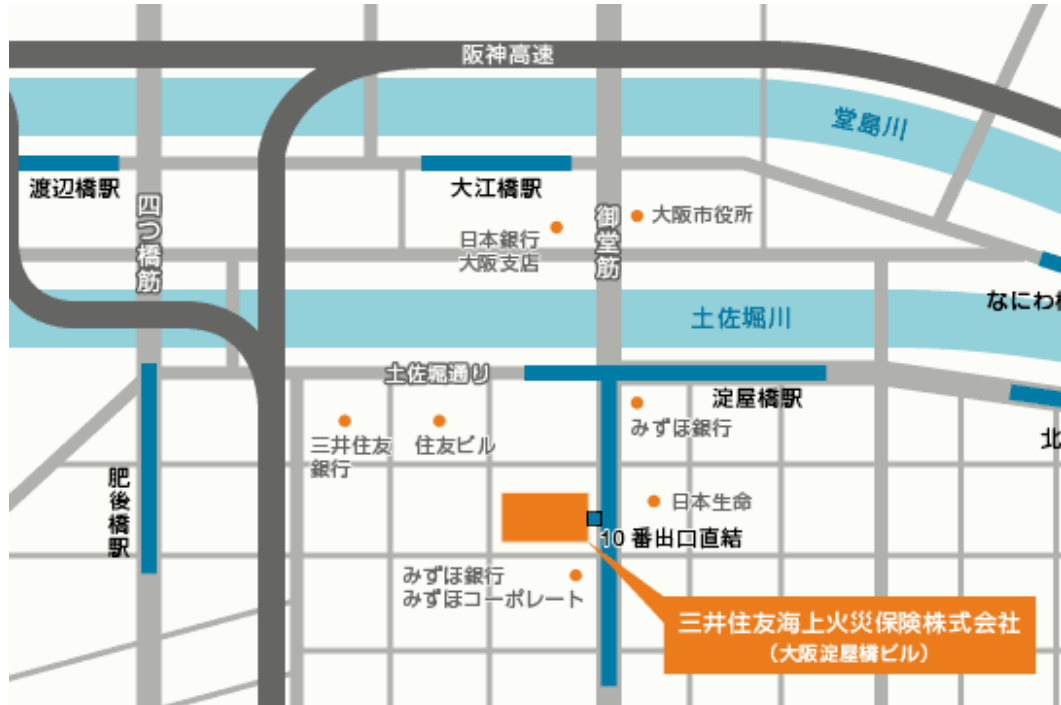 阪神高速
堂島川
渡辺橋駅
大江橋駅
四つ橋筋
御堂筋
大阪市役所
日本銀行
大阪支店
なにわ
土佐堀川
土佐堀通り
淀屋橋駅
みずほ銀行
三井住友
銀行
住友ビル
北
肥後橋駅
日本生命
10番出口直結
みずほ銀行
みずほコーポレート
三井住友海上火災保険株式会社
（大阪淀屋橋ビル）